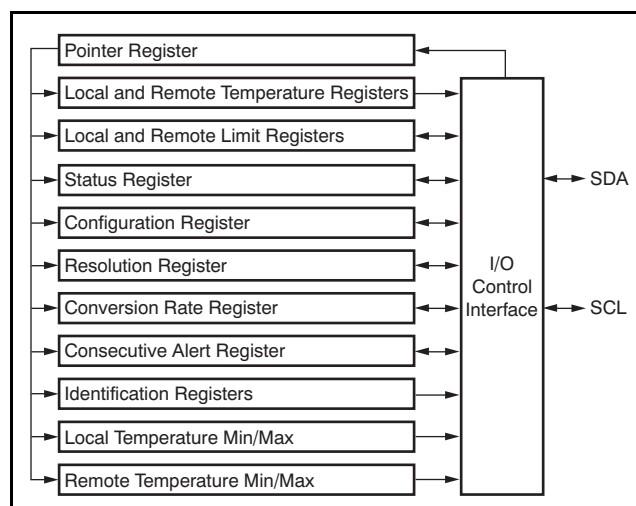 Pointer Register
Local and Remote Temperature Registers
Local and Remote Limit Registers
Status Register
Configuration Register
Resolution Register
Conversion Rate Register
Consecutive Alert Register
Identification Registers
Local Temperature Min/Max
Remote Temperature Min/Max
I/O
Control
Interface
SDA
SCL